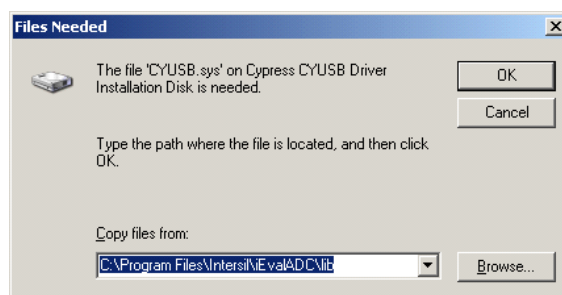 Files Needed
The file 'CYUSB.sys' on Cypress CYUSB Driver
Installation Disk is needed.
OK
Cancel
Type the path where the file is located, and then click
OK.
Copy files from:
C:\Program Files\Intersil\iEvalADC\lib
Browse...